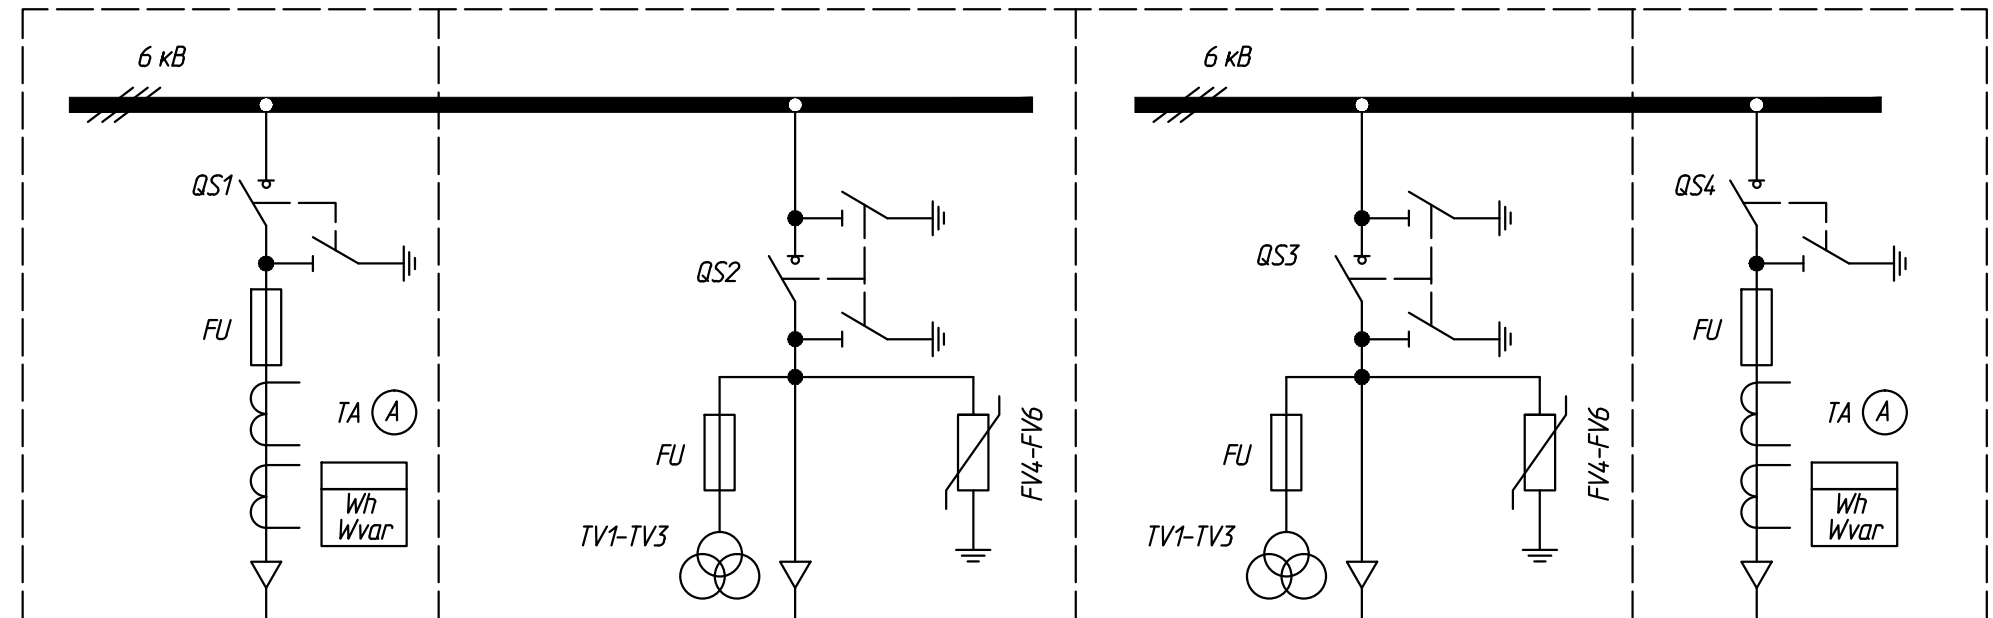 6 кВ
6 кВ
QS1
QS4
QS2
QS3
FU
FU
TA
A
TA
A
FU
FV4-FV6
FU
FV4-FV6
Wh
Wvar
Wh
Wvar
TV1-TV3
TV1-TV3